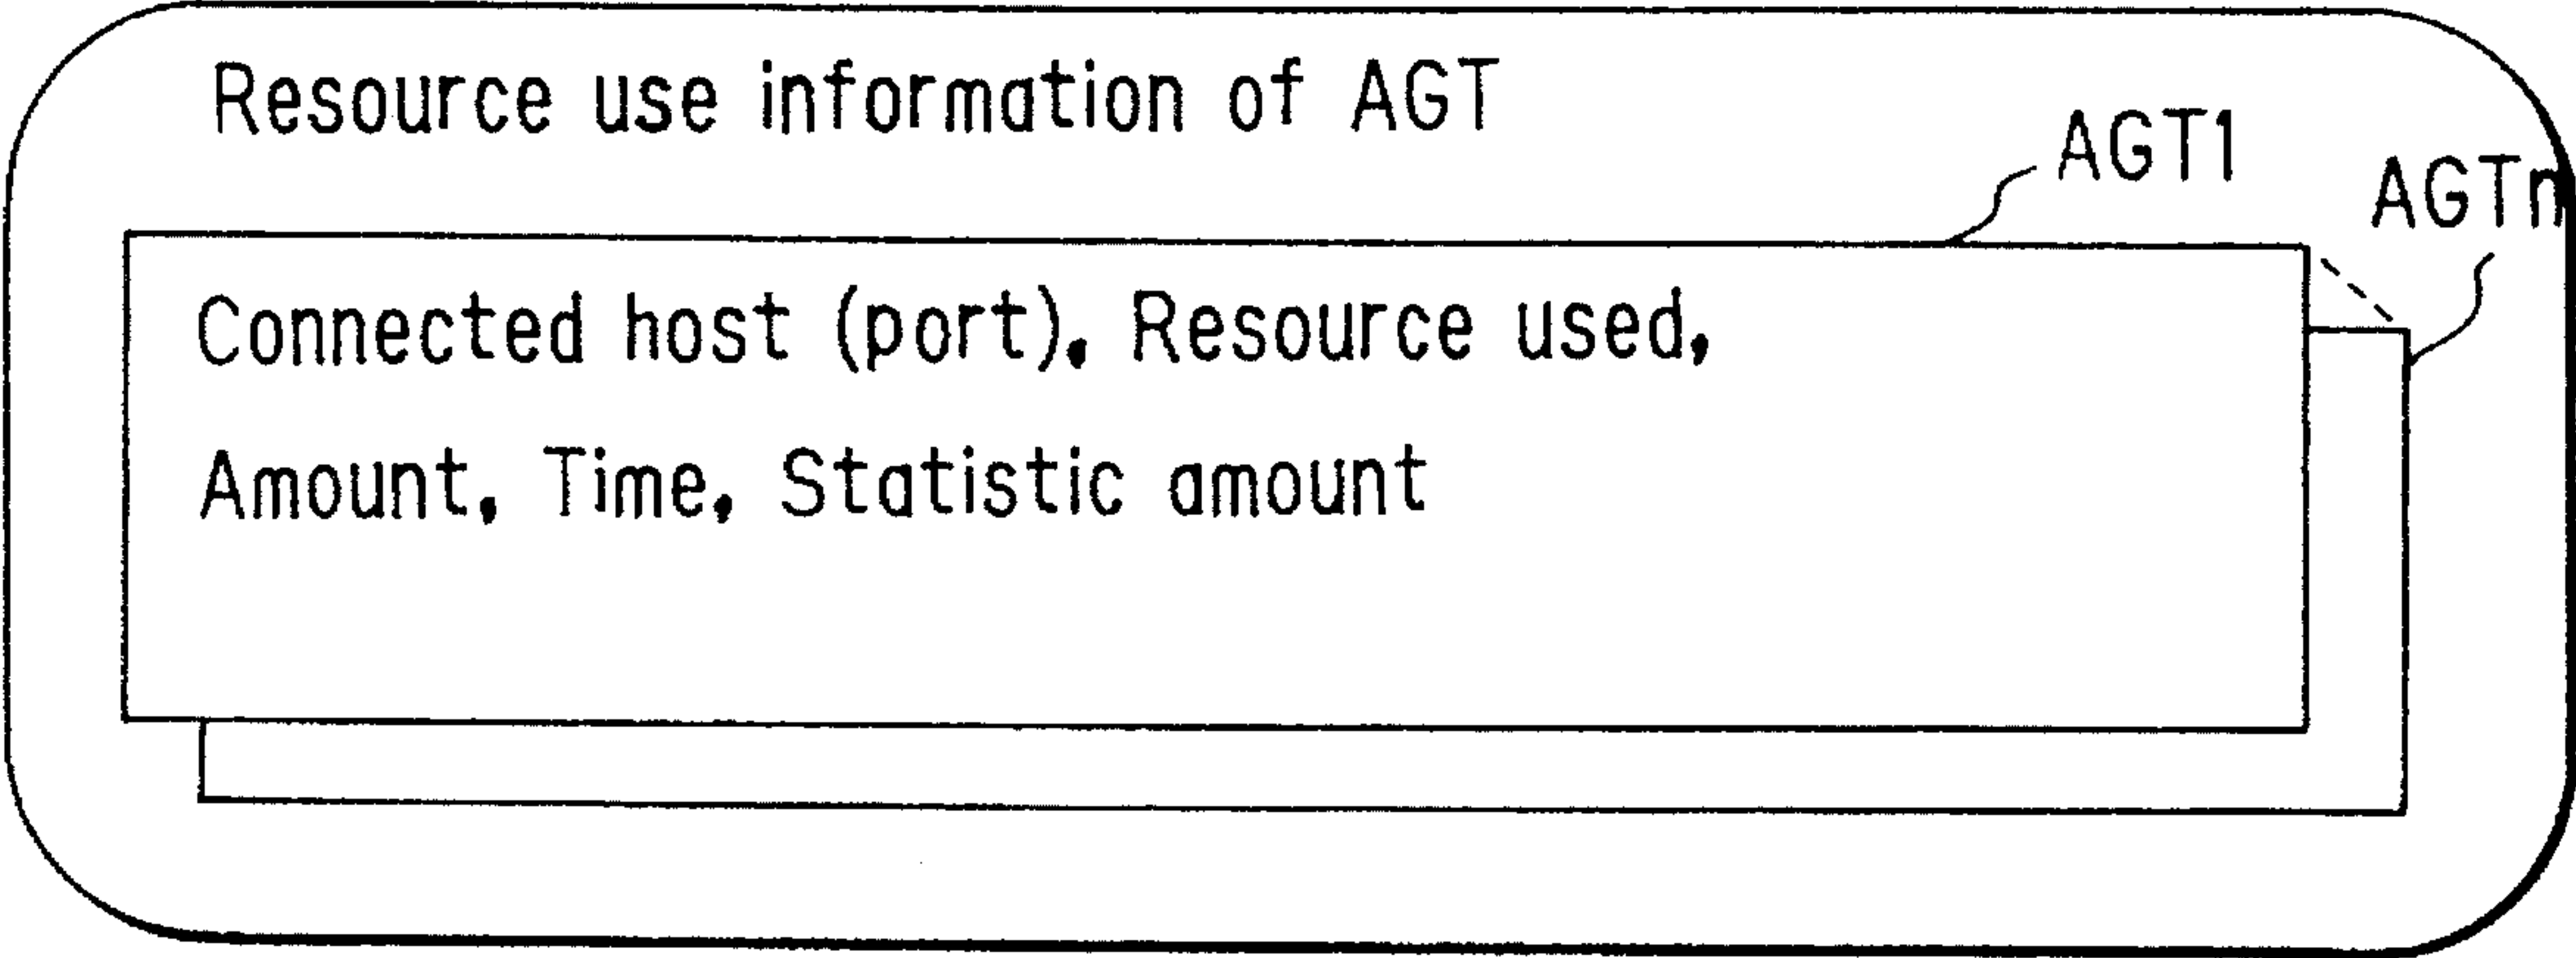 Resource use information of AGT
AGT1
AGTn
Connected host (port), Resource used,
Amount, Time, Statistic amount